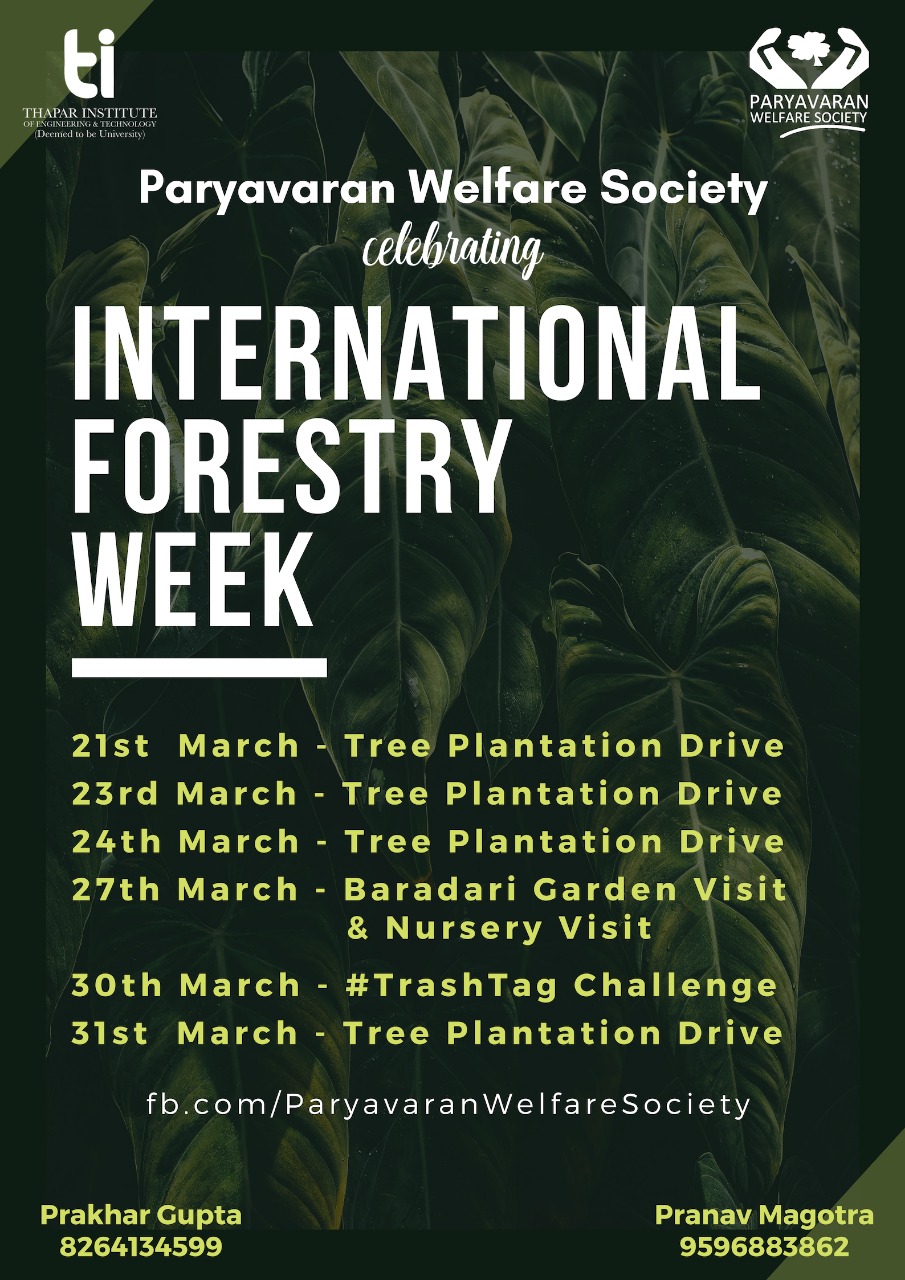 ti
THAPAR INSTITUTE
OF ENGINEERING & TECHNOLOGY
(Deemed to be University)
PARYAVARAN
WELFARE SOCIETY
Paryavaran Welfare Society
celebrating
INTERNATIONAL
FORESTRY
WEEK
21st March - Tree Plantation Drive
23rd March - Tree Plantation Drive
24th March - Tree Plantation Drive
27th March - Baradari Garden Visit
& Nursery Visit
30th March - #TrashTag Challenge
31st March - Tree Plantation Drive
fb.com/ParyavaranWelfareSociety
Prakhar Gupta
8264134599
Pranav Magotra
9596883862